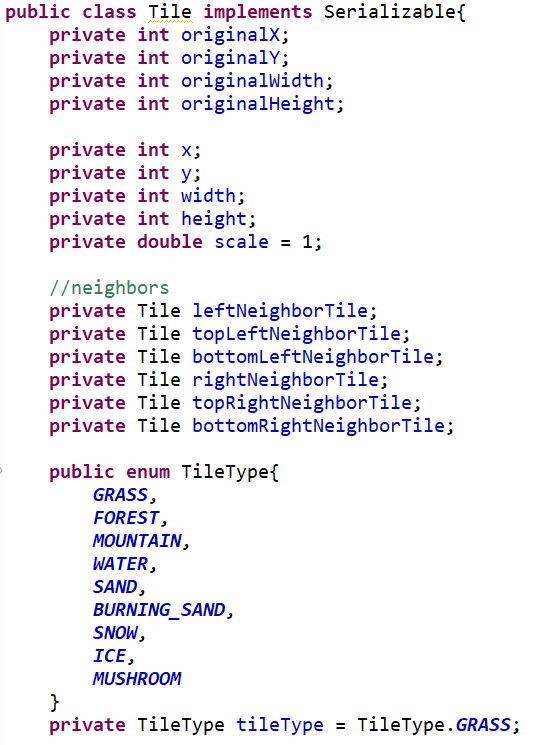 public class Tile implements Serializable{
    private int originalX;
    private int originalY;
    private int originalWidth;
    private int originalHeight;

    private int x;
    private int y;
    private int width;
    private int height;
    private double scale = 1;

    //neighbors
    private Tile leftNeighborTile;
    private Tile topLeftNeighborTile;
    private Tile bottomLeftNeighborTile;
    private Tile rightNeighborTile;
    private Tile topRightNeighborTile;
    private Tile bottomRightNeighborTile;

    public enum TileType{
        GRASS,
        FOREST,
        MOUNTAIN,
        WATER,
        SAND,
        BURNING_SAND,
        SNOW,
        ICE,
        MUSHROOM
    }
    private TileType tileType = TileType.GRASS;